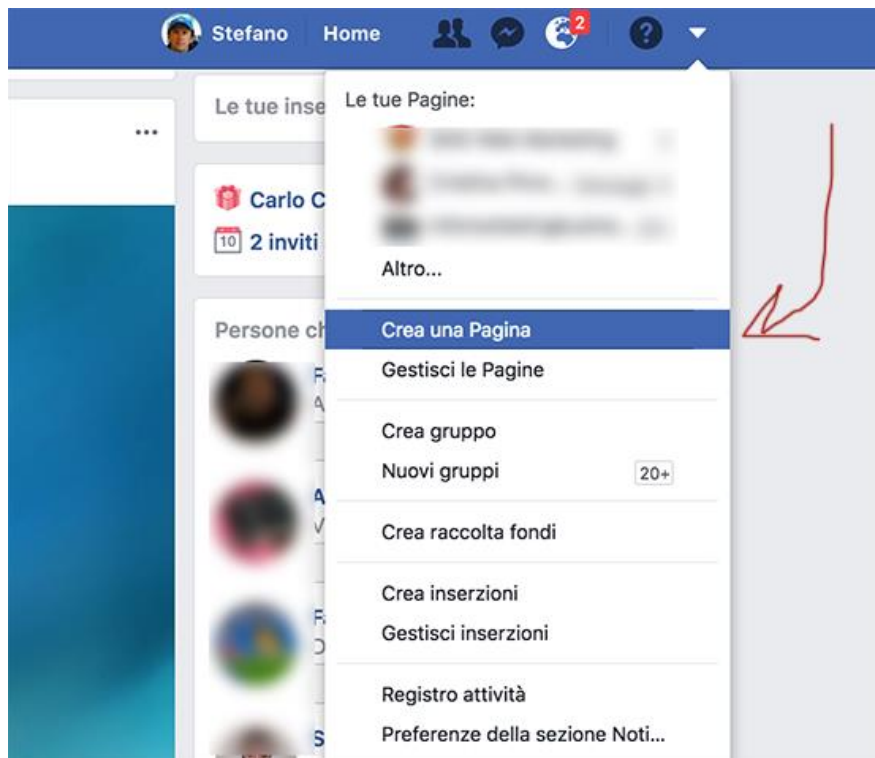 Stefano Home 2
Le tue inse
Le tue Pagine:
Carlo C
10 2 inviti
Altro...
Persone ch
Crea una Pagina
Gestisci le Pagine
Crea gruppo
Nuovi gruppi 20+
Crea raccolta fondi
Crea inserzioni
Gestisci inserzioni
Registro attività
Preferenze della sezione Noti...